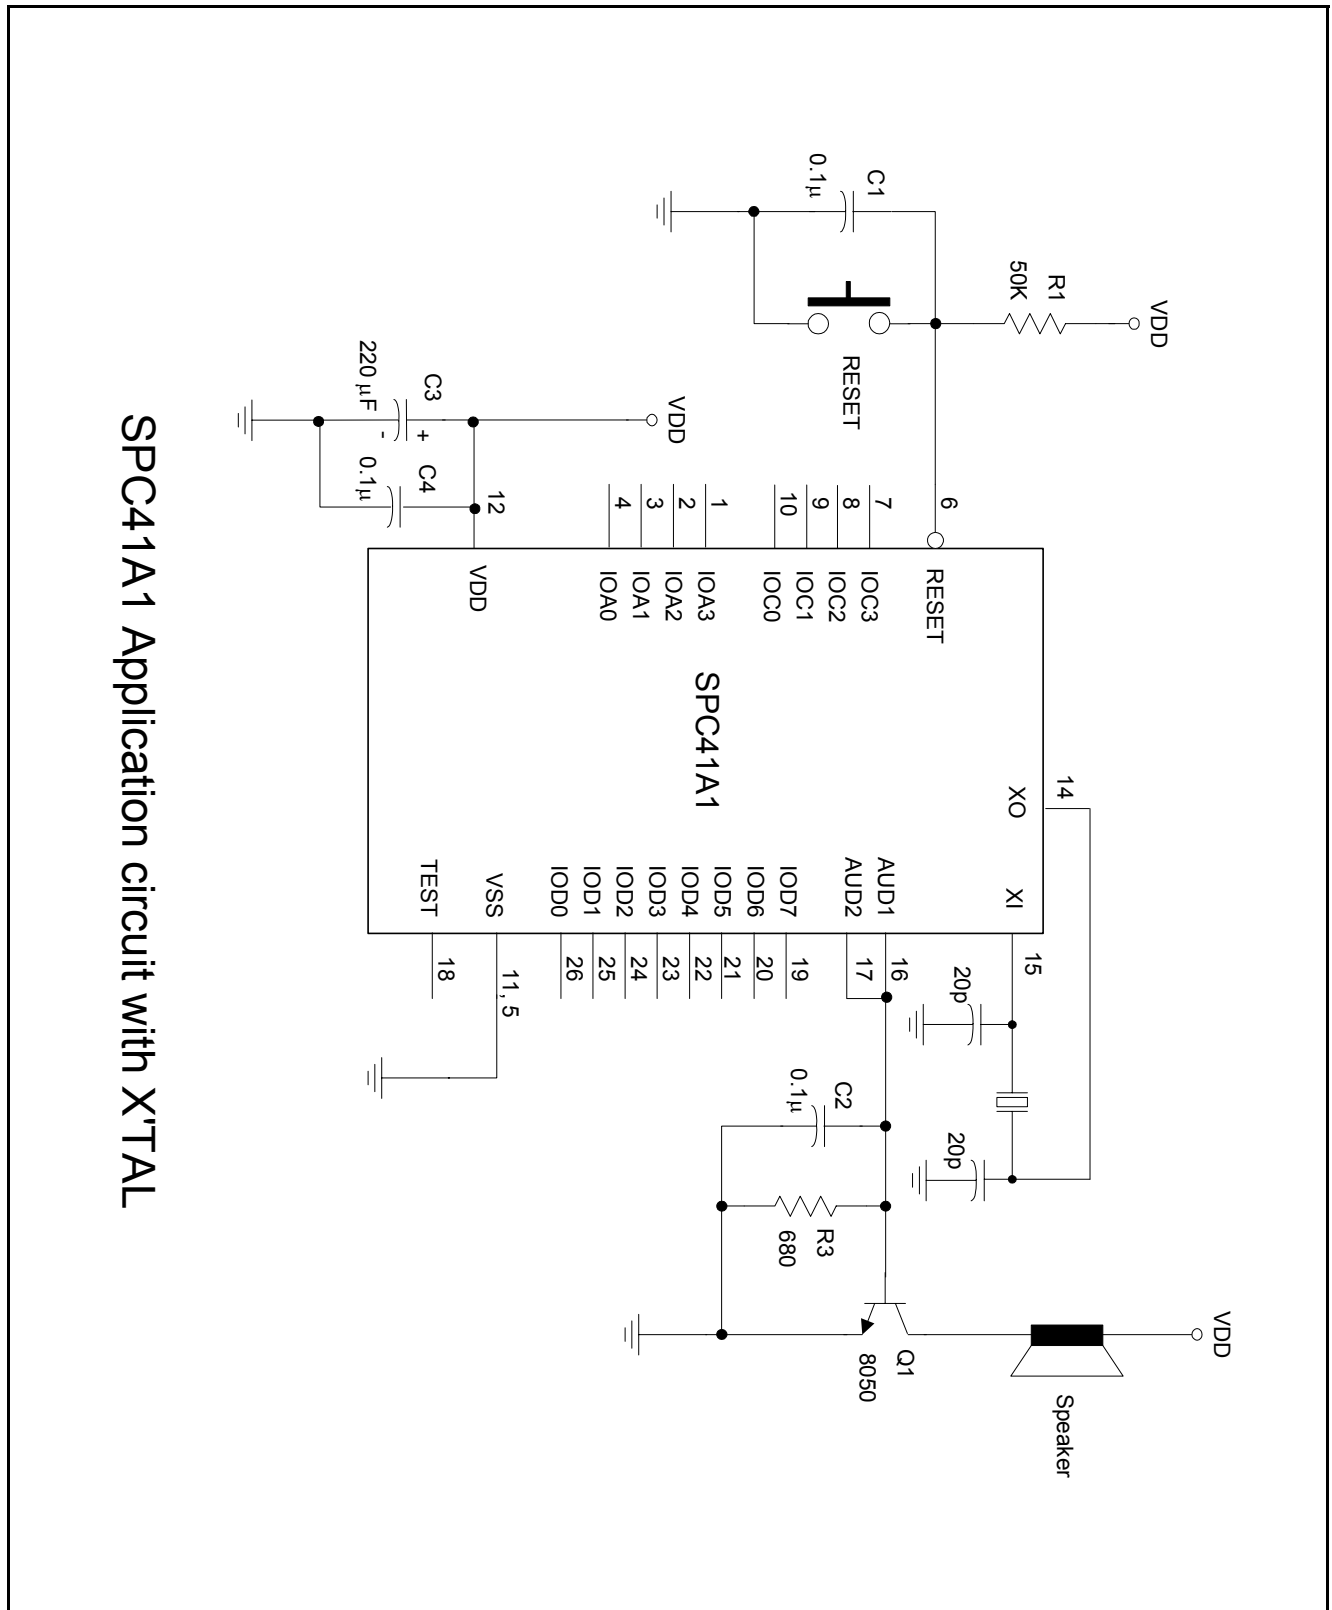 VDD
R1
50K
C1
0.1μ
RESET
VDD
C3
220 μF
+
-
C4
0.1μ
12
6
7
8
9
10
1
2
3
4
RESET
IOC3
IOC2
IOC1
IOC0
IOA3
IOA2
IOA1
IOA0
VDD
SPC41A1
14
XO
XI
15
AUD1
AUD2
IOD7
IOD6
IOD5
IOD4
IOD3
IOD2
IOD1
IOD0
VSS
TEST
16
17
19
20
21
22
23
24
25
26
11, 5
18
20p
20p
C2
0.1μ
R3
680
Q1
8050
VDD
Speaker
SPC41A1 Application circuit with X'TAL